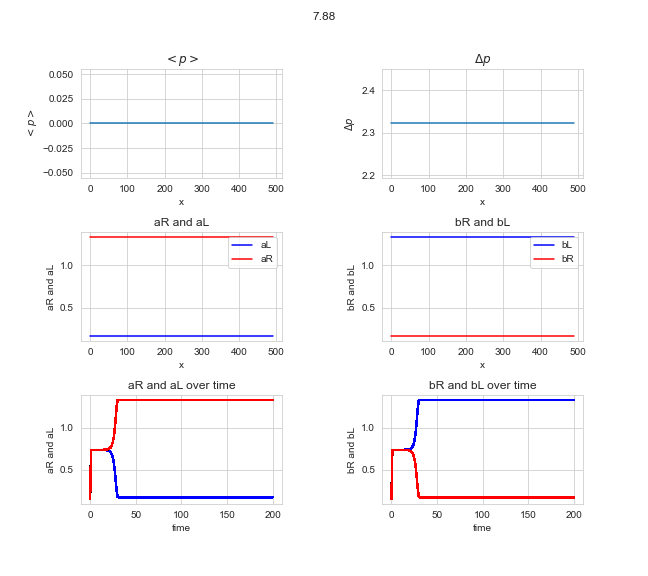 7.88
< p >
Δp
0.050
0.025
0.000
−0.025
−0.050
< p >
0 100 200 300 400 500
x
2.4
2.3
2.2
Δp
0 100 200 300 400 500
x
aR and aL
bR and bL
aL
aR
1.0
0.5
aR and aL
0 100 200 300 400 500
x
bL
bR
1.0
0.5
bR and bL
0 100 200 300 400 500
x
aR and aL over time
bR and bL over time
1.0
0.5
aR and aL
0 50 100 150 200
time
1.0
0.5
bR and bL
0 50 100 150 200
time